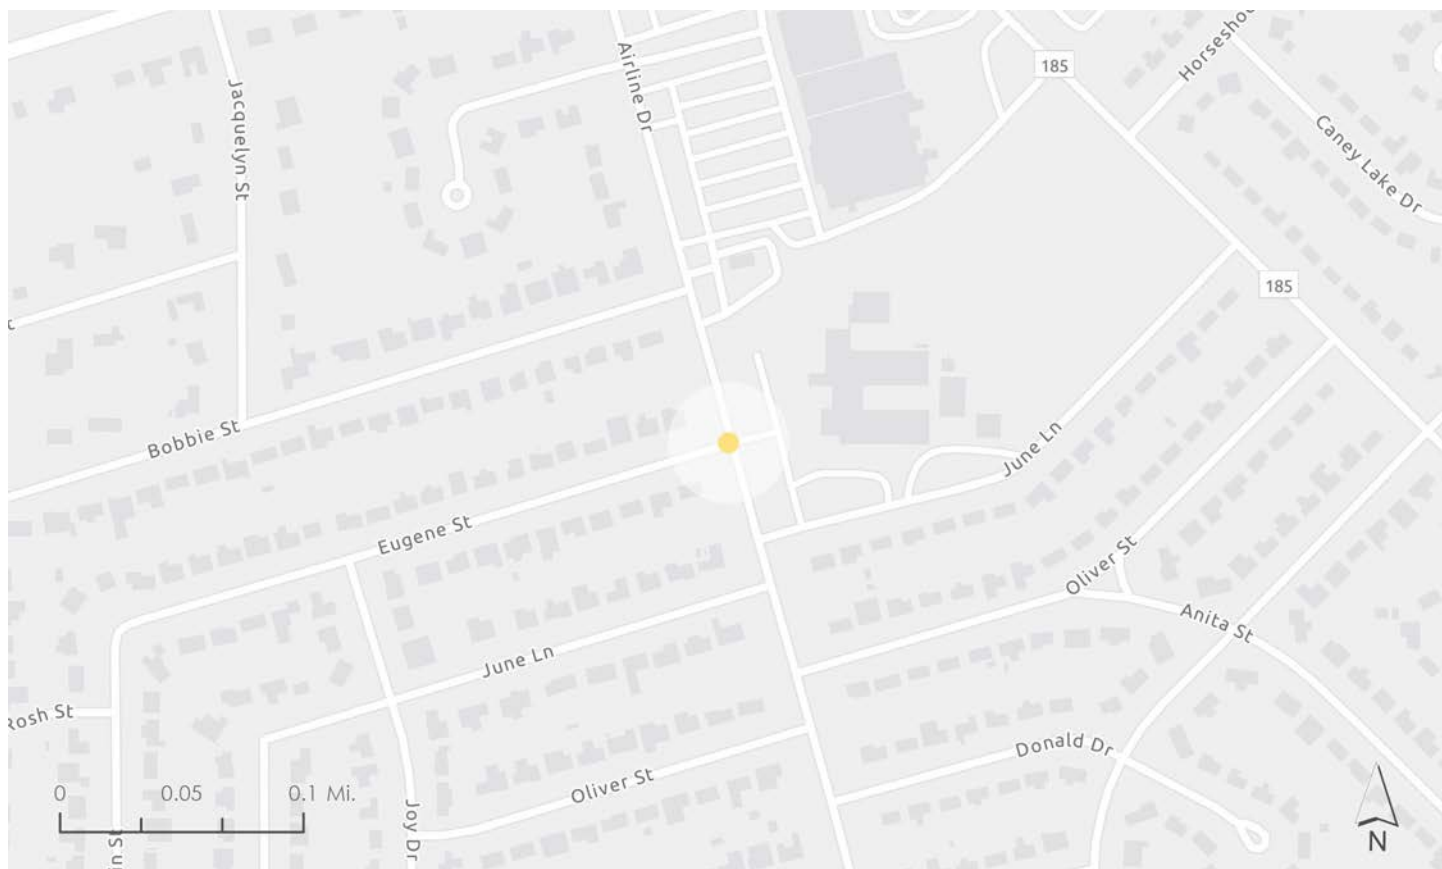 Airline Dr
185
Horseshoe
Jacquelyn St
Caney Lake Dr
185
Bobbie St
June Ln
Eugene St
Oliver St
Anita St
June Ln
Rosh St
Donald Dr
Oliver St
0 0.05 0.1 Mi.
Joy Dr
N